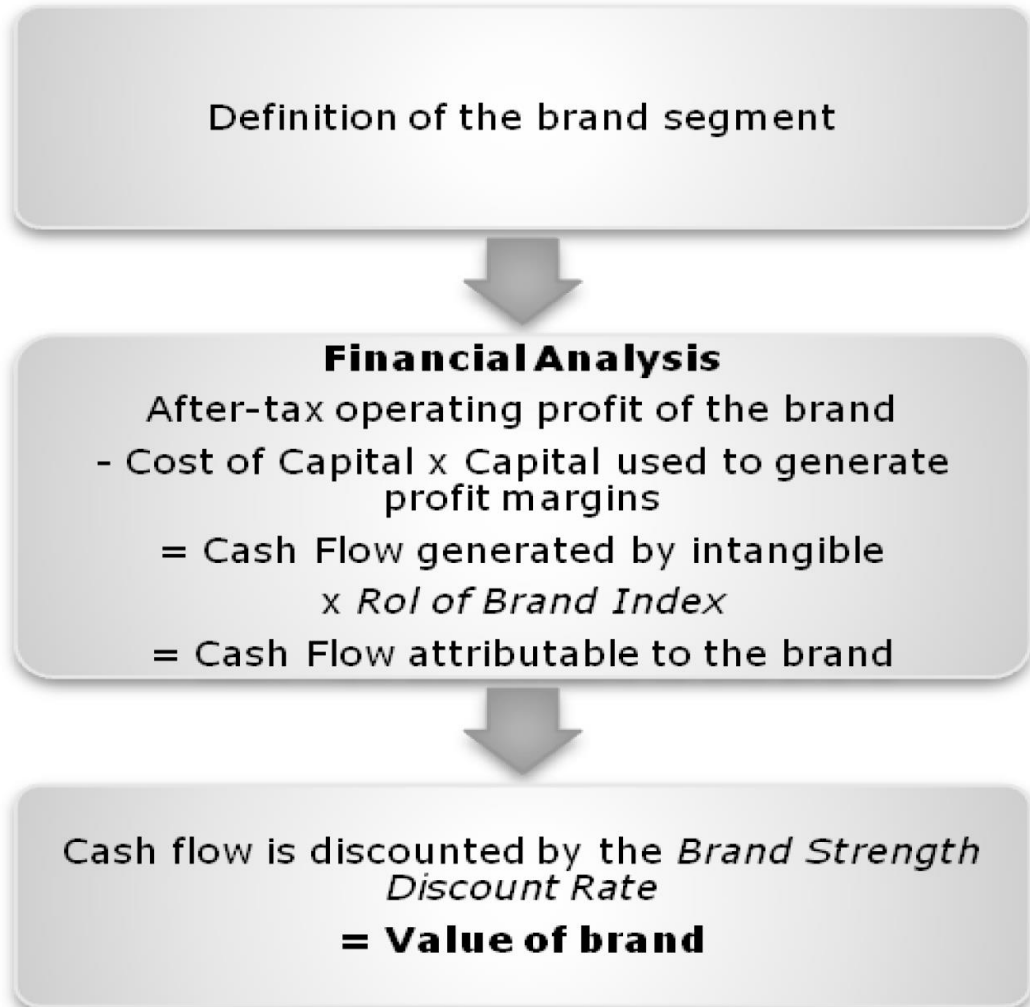 Definition of the brand segment
Financial Analysis
After-tax operating profit of the brand
- Cost of Capital x Capital used to generate
profit margins
= Cash Flow generated by intangible
x Rol of Brand Index
= Cash Flow attributable to the brand
Cash flow is discounted by the Brand Strength
Discount Rate
= Value of brand